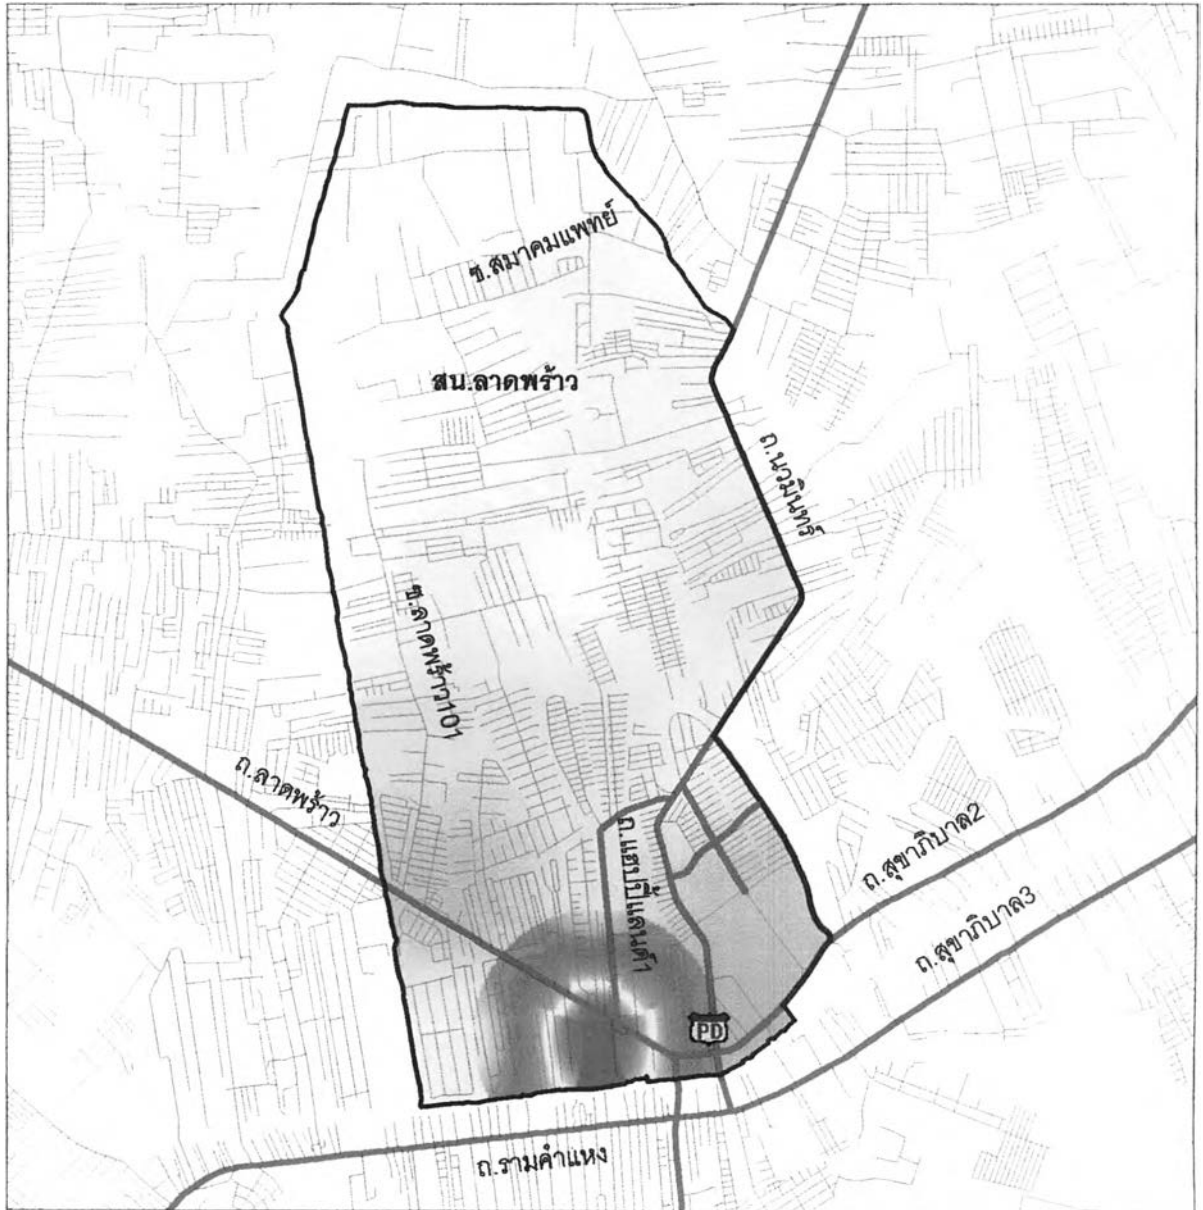 ซ.สมาคมแพทย์
สน.ลาดพร้าว
ถ.นวมินทร์
ซ.ลาดพร้าว101
ถ.ลาดพร้าว
ถ.แฮปปี้แลนด์1
ถ.สุขาภิบาล2
ถ.สุขาภิบาล3
PD
ถ.รามคำแหง